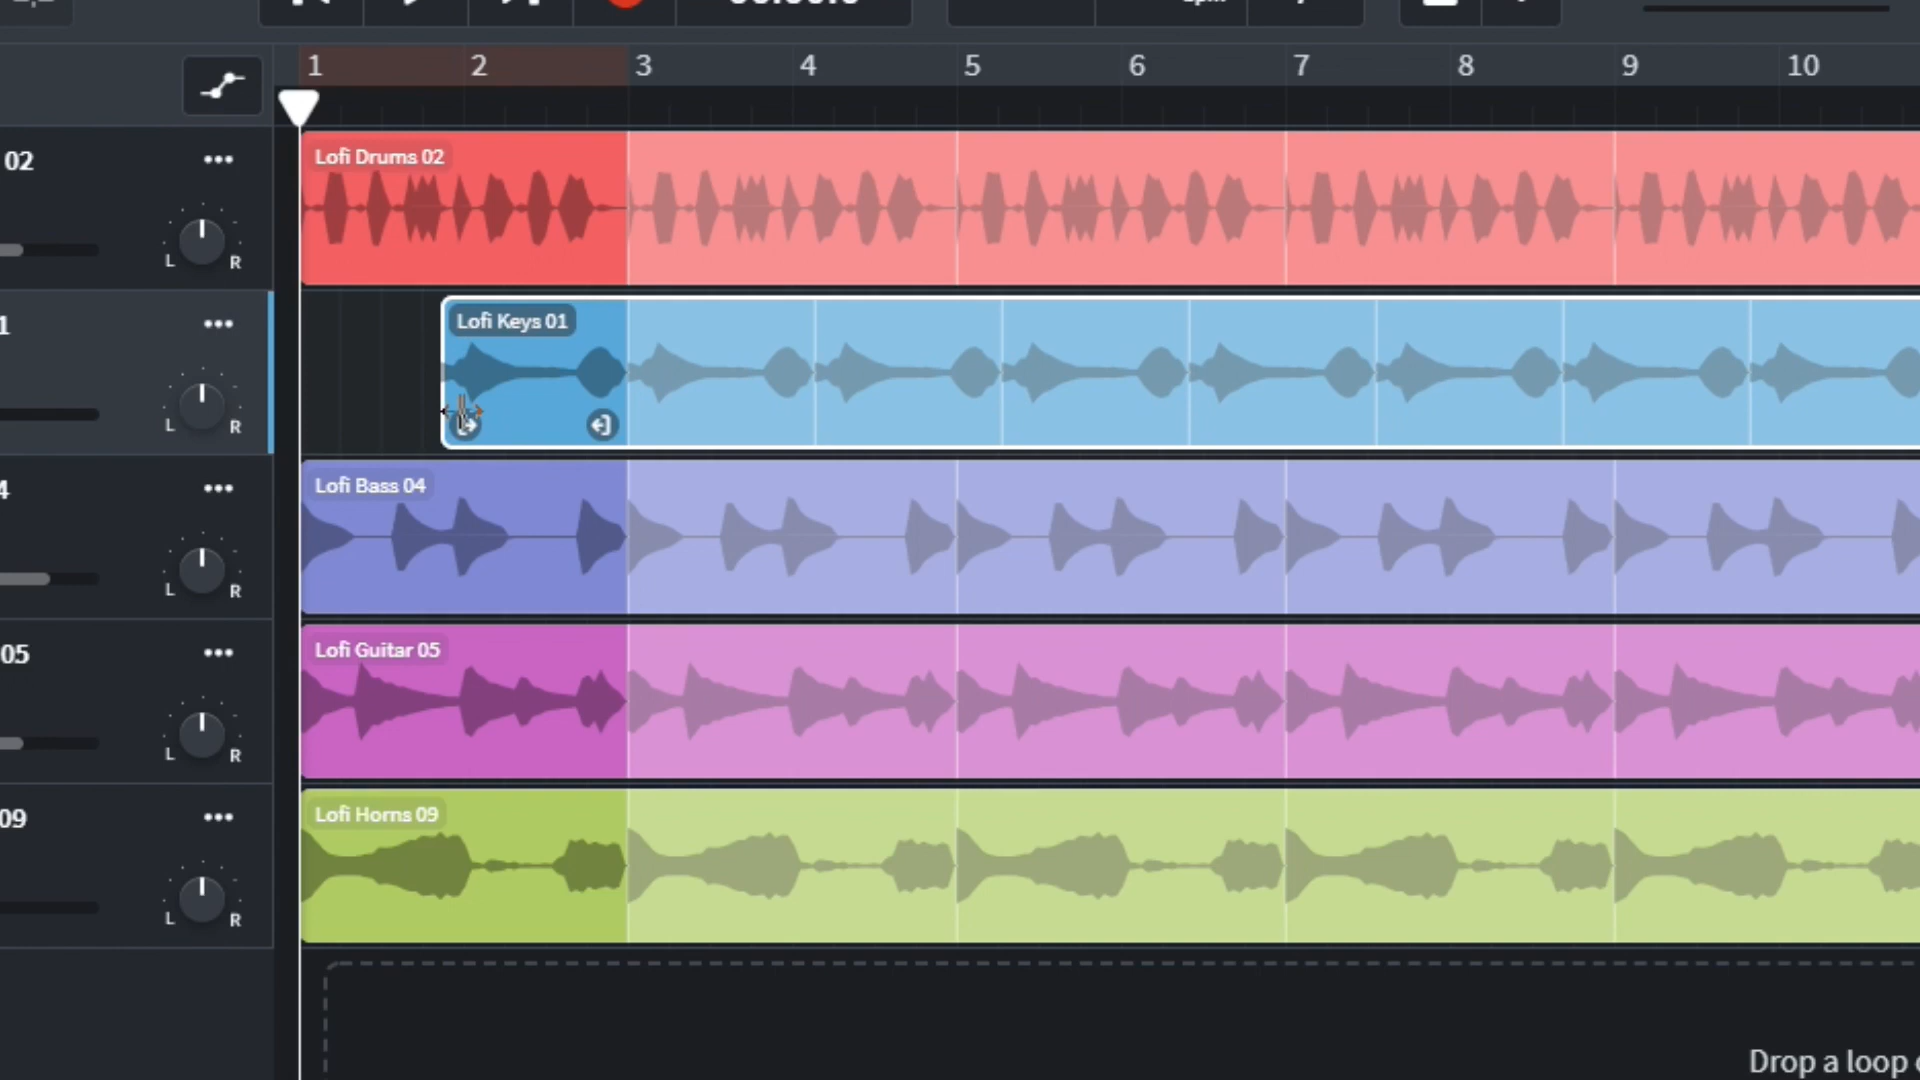 1 2 3 4 5 6 7 8 9 10
02
Lofi Drums 02
L R
1
Lofi Keys 01
L R
4
Lofi Bass 04
L R
05
Lofi Guitar 05
L R
09
Lofi Horns 09
L R
Drop a loop